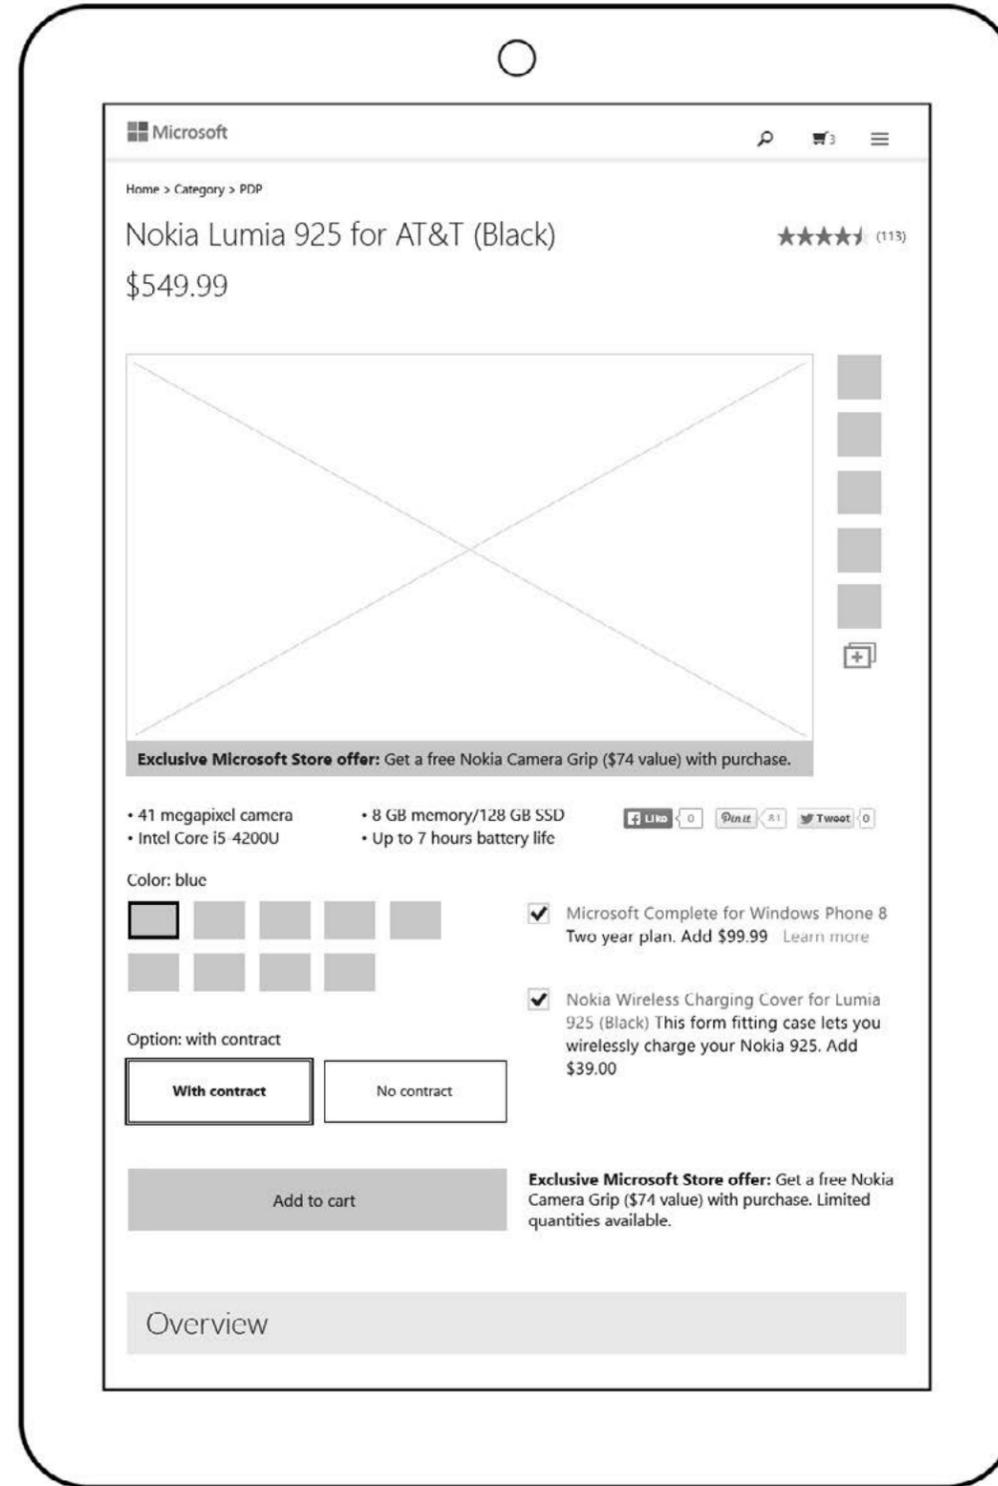 Microsoft
3
Home > Category > PDP
Nokia Lumia 925 for AT&T (Black)
(113)
$549.99
Exclusive Microsoft Store offer: Get a free Nokia Camera Grip ($74 value) with purchase.
• 41 megapixel camera
• Intel Core i5-4200U
• 8 GB memory/128 GB SSD
• Up to 7 hours battery life
Like 0
Pin it 81
Tweet 0
Color: blue
Option: with contract
With contract
No contract
Microsoft Complete for Windows Phone 8
Two year plan. Add $99.99 Learn more
Nokia Wireless Charging Cover for Lumia
925 (Black) This form fitting case lets you
wirelessly charge your Nokia 925. Add
$39.00
Add to cart
Exclusive Microsoft Store offer: Get a free Nokia
Camera Grip ($74 value) with purchase. Limited
quantities available.
Overview